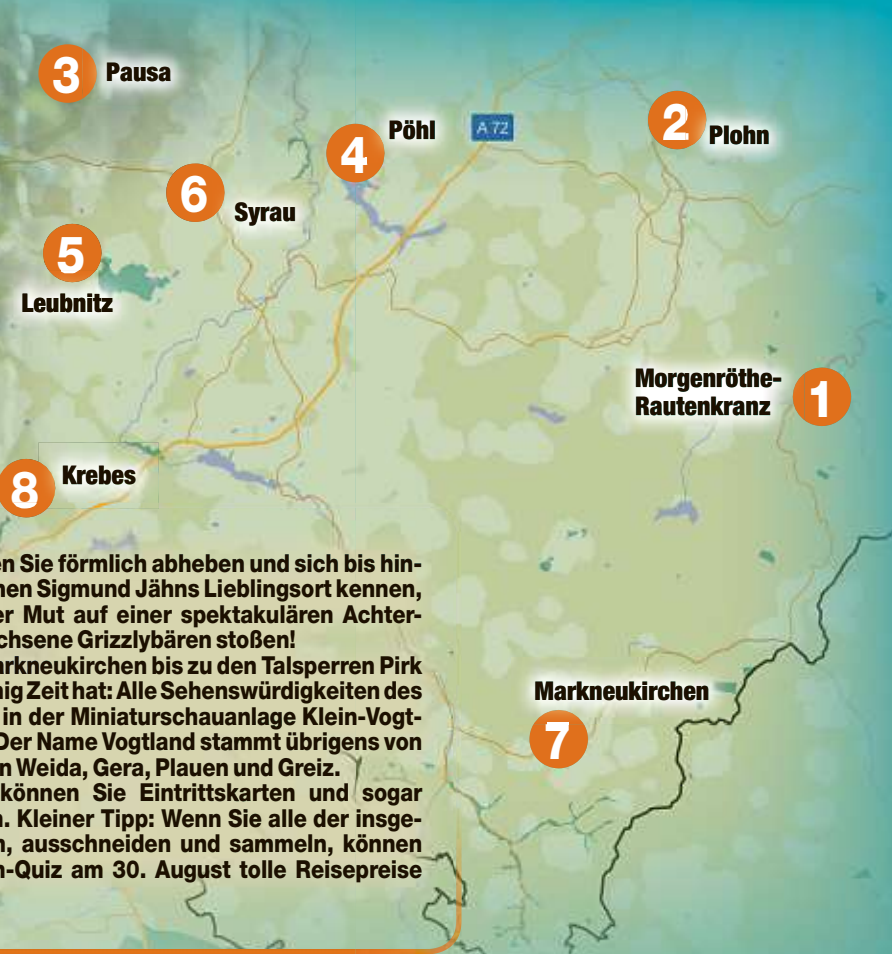 3 Pausa
4 Pöhl
A 72
2 Plohn
6 Syrau
5
Leubnitz
Morgenröthe-
Rautenkranz
1
8 Krebes
en Sie förmlich abheben und sich bis hin-
nen Sigmund Jähns Lieblingsort kennen,
er Mut auf einer spektakulären Achter-
chsene Grizzlybären stoßen!
arkneukirchen bis zu den Talsperren Pirk
nig Zeit hat: Alle Sehenswürdigkeiten des
in der Miniaturschauanlage Klein-Vogt-
Der Name Vogtland stammt übrigens von
n Weida, Gera, Plauen und Greiz.
können Sie Eintrittskarten und sogar
n. Kleiner Tipp: Wenn Sie alle der insge-
n, ausschneiden und sammeln, können
n-Quiz am 30. August tolle Reisepreise
Markneukirchen
7